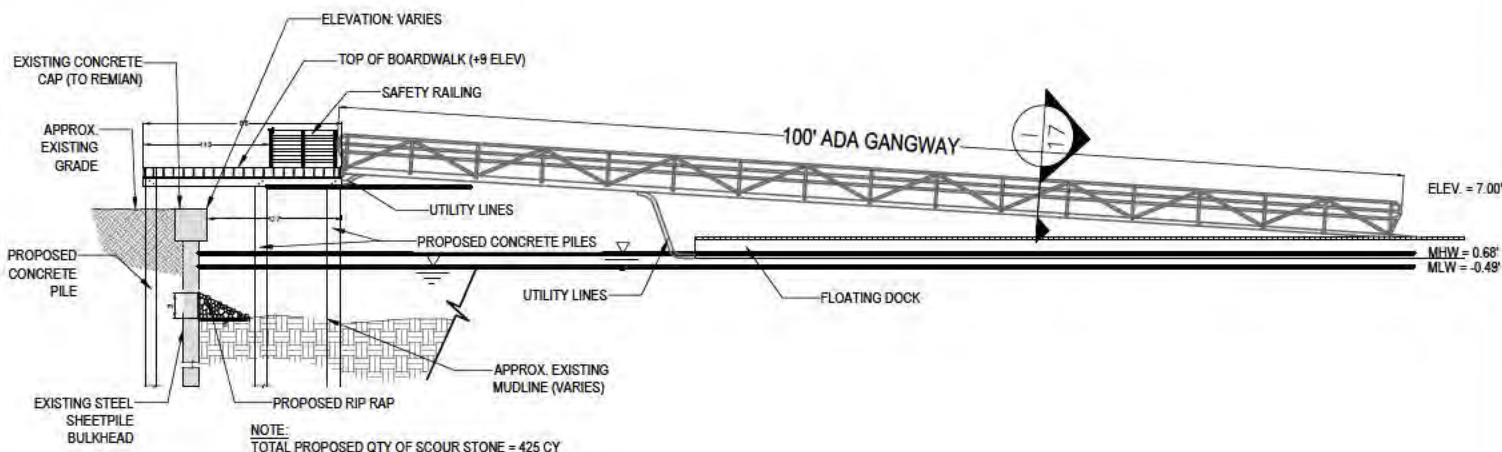 ELEVATION: VARIES
EXISTING CONCRETE
CAP (TO REMIAN)
TOP OF BOARDWALK (+9 ELEV)
SAFETY RAILING
APPROX.
EXISTING
GRADE
100' ADA GANGWAY
1
17
ELEV. = 7.00'
UTILITY LINES
PROPOSED CONCRETE PILES
PROPOSED
CONCRETE
PILE
MHW = 0.68'
MLW = -0.49'
UTILITY LINES
FLOATING DOCK
APPROX. EXISTING
MUDLINE (VARIES)
EXISTING STEEL
SHEETPILE
BULKHEAD
PROPOSED RIP RAP
NOTE:
TOTAL PROPOSED QTY OF SCOUR STONE = 425 CY